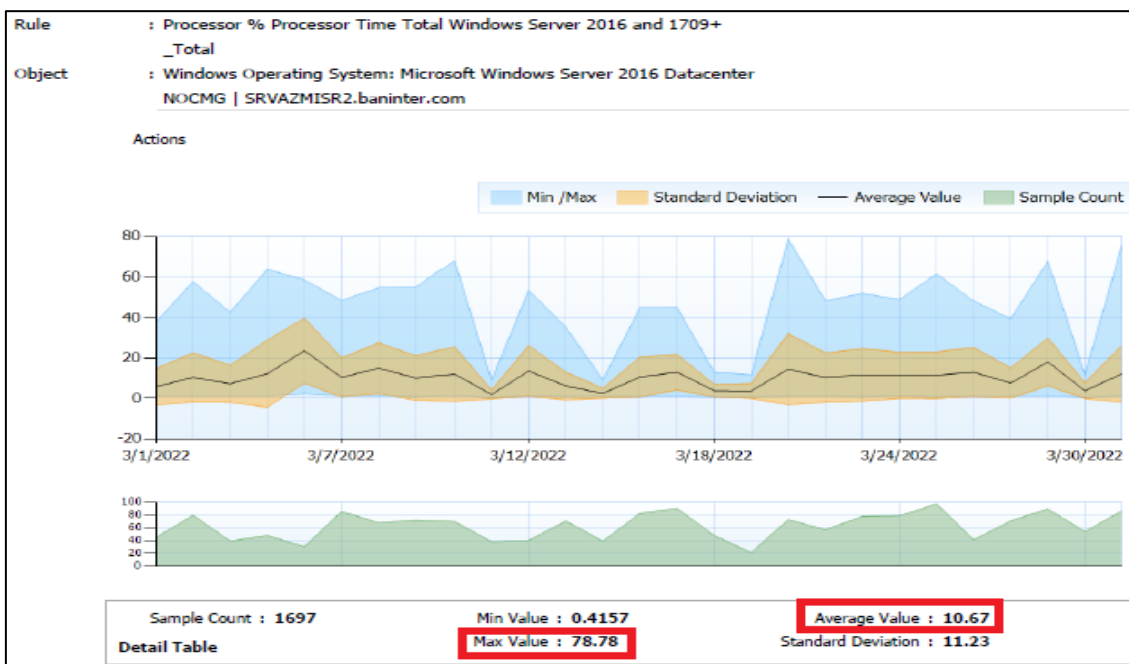 Rule : Processor % Processor Time Total Windows Server 2016 and 1709+
_Total
Object : Windows Operating System: Microsoft Windows Server 2016 Datacenter
NOCMG | SRVAZMISR2.baninter.com
Actions
Min /Max Standard Deviation Average Value Sample Count
80
60
40
20
0
-20
3/1/2022 3/7/2022 3/12/2022 3/18/2022 3/24/2022 3/30/2022
100
80
60
40
20
0
Sample Count : 1697 Min Value : 0.4157 Average Value : 10.67
Detail Table Max Value : 78.78 Standard Deviation : 11.23